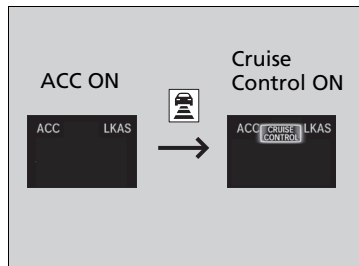 ACC ON
Cruise
Control ON
ACC LKAS
ACC CRUISE CONTROL LKAS